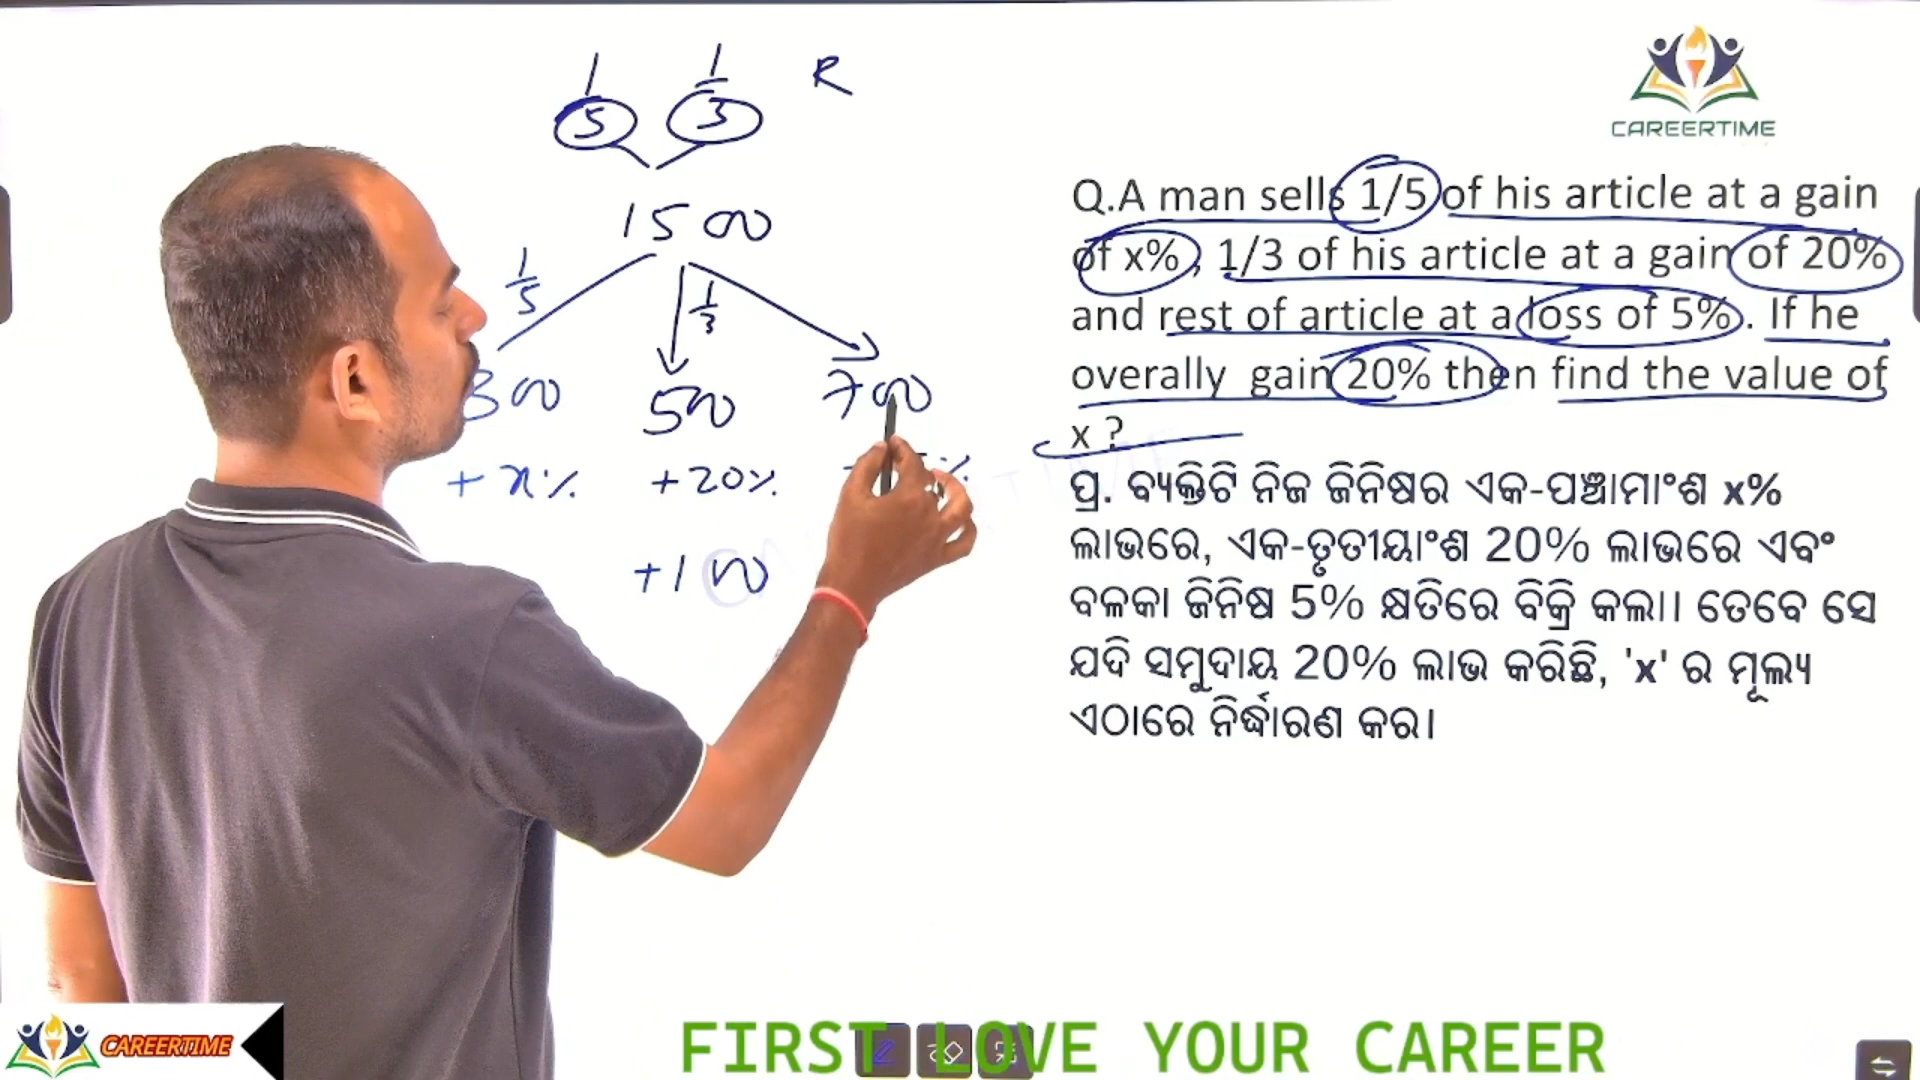 1 1 R
5 3
CAREERTIME
Q.A man sells 1/5 of his article at a gain
of x%, 1/3 of his article at a gain of 20%
and rest of article at a loss of 5%. If he
overally gain 20% then find the value of
x ?
1500
1/5 1/3
300 500 700
+ x% +20% %
+100
ପ୍ର. ବ୍ୟକ୍ତିଟି ନିଜ ଜିନିଷର ଏକ-ପଞ୍ଚାମାଂଶ x%
ଲାଭରେ, ଏକ-ତୃତୀୟାଂଶ 20% ଲାଭରେ ଏବଂ
ବଳକା ଜିନିଷ 5% କ୍ଷତିରେ ବିକ୍ରି କଲା। ତେବେ ସେ
ଯଦି ସମୁଦାୟ 20% ଲାଭ କରିଛି, 'x' ର ମୂଲ୍ୟ
ଏଠାରେ ନିର୍ଦ୍ଧାରଣ କର।
CAREERTIME
FIRST LOVE YOUR CAREER